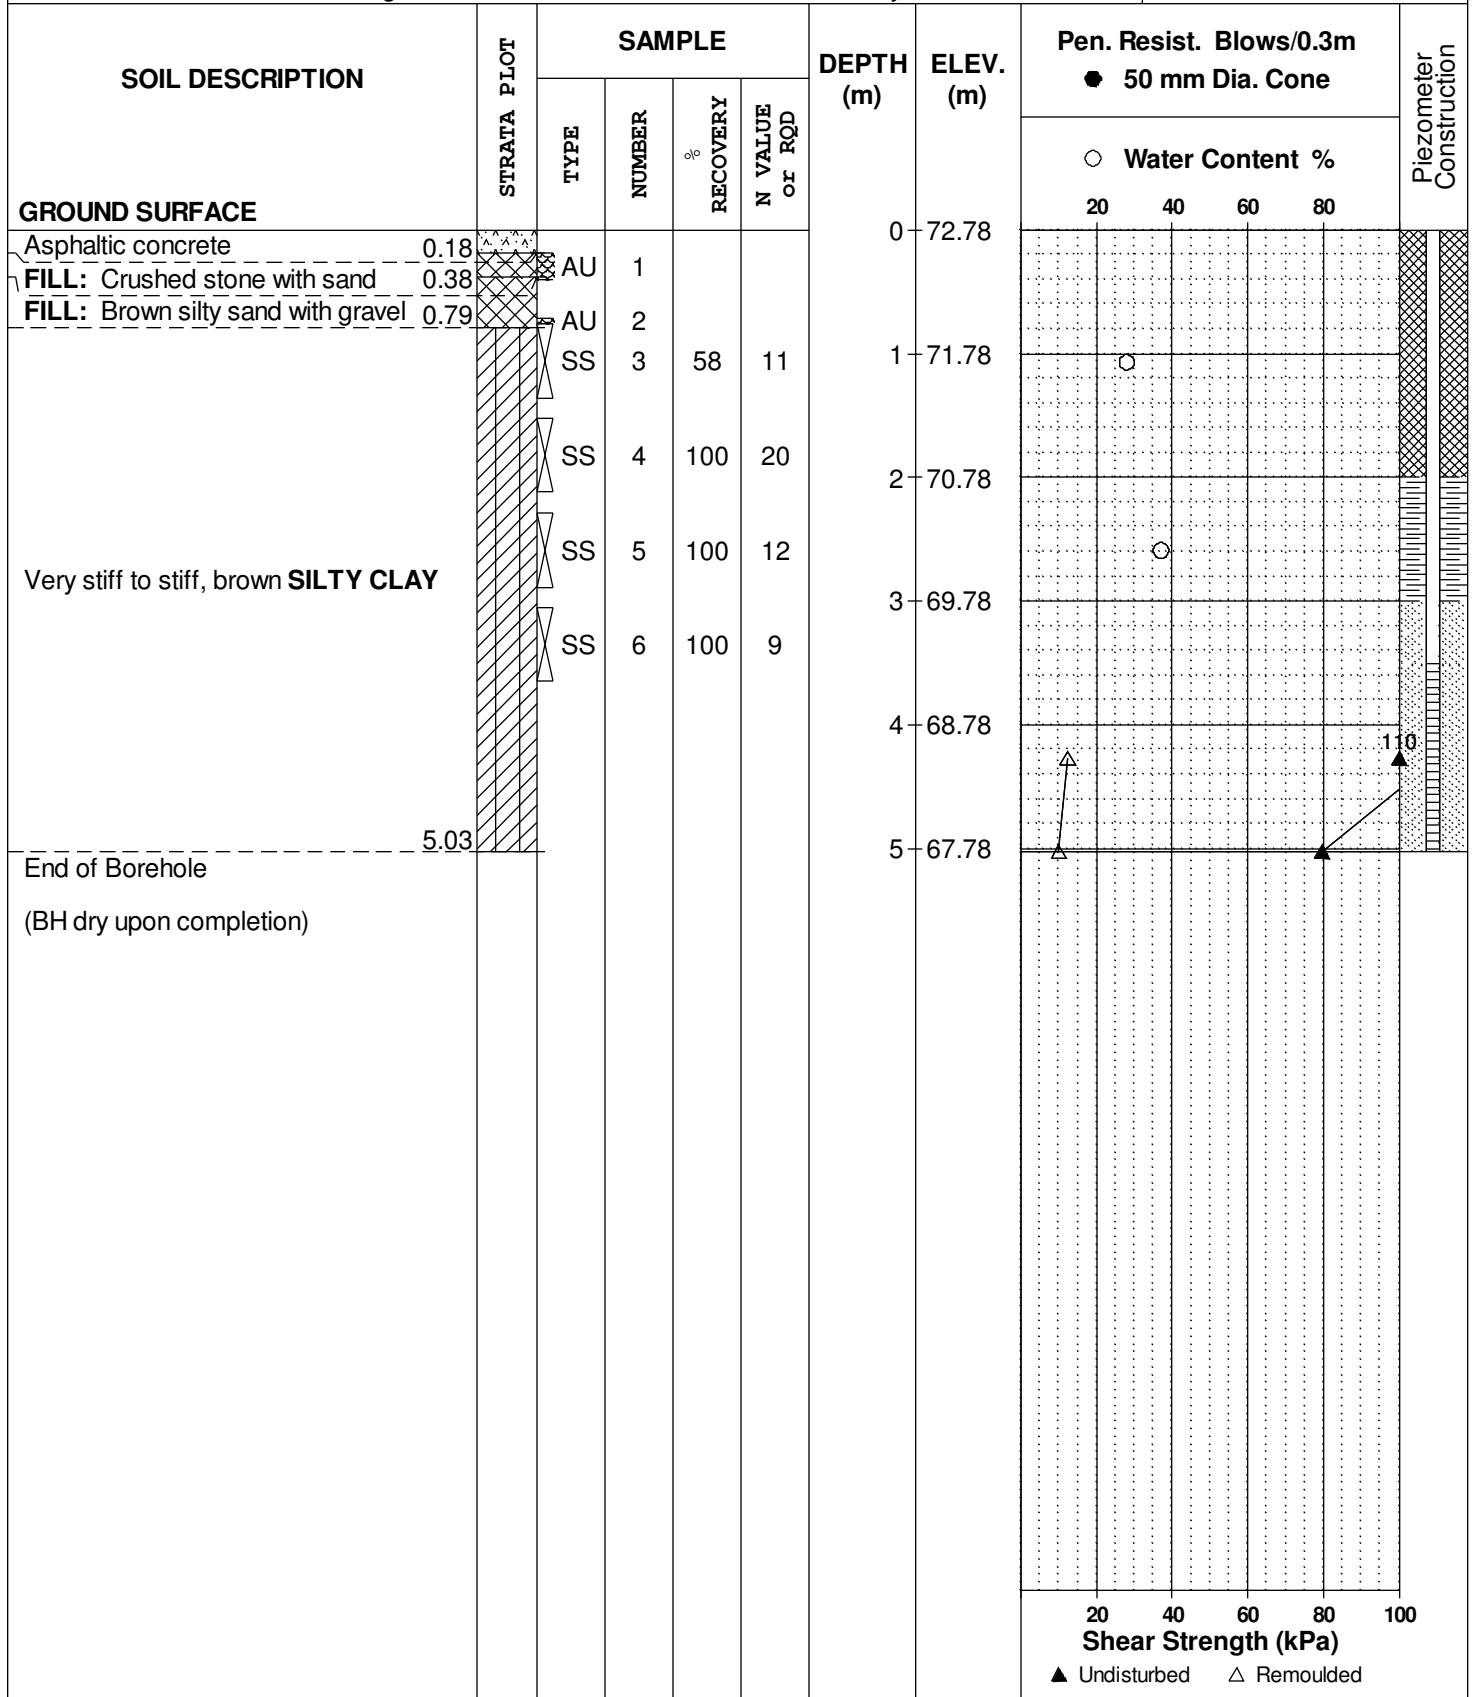 SOIL DESCRIPTION
GROUND SURFACE
STRATA PLOT
SAMPLE
TYPE
NUMBER
% RECOVERY
N VALUE or RQD
DEPTH (m)
ELEV. (m)
Pen. Resist. Blows/0.3m
● 50 mm Dia. Cone
○ Water Content %
20 40 60 80
Piezometer Construction
Asphaltic concrete 0.18
FILL: Crushed stone with sand 0.38
FILL: Brown silty sand with gravel 0.79
Very stiff to stiff, brown SILTY CLAY
5.03
End of Borehole
(BH dry upon completion)
AU 1
AU 2
SS 3 58 11
SS 4 100 20
SS 5 100 12
SS 6 100 9
0 72.78
1 71.78
2 70.78
3 69.78
4 68.78
5 67.78
110
20 40 60 80 100
Shear Strength (kPa)
▲ Undisturbed △ Remoulded